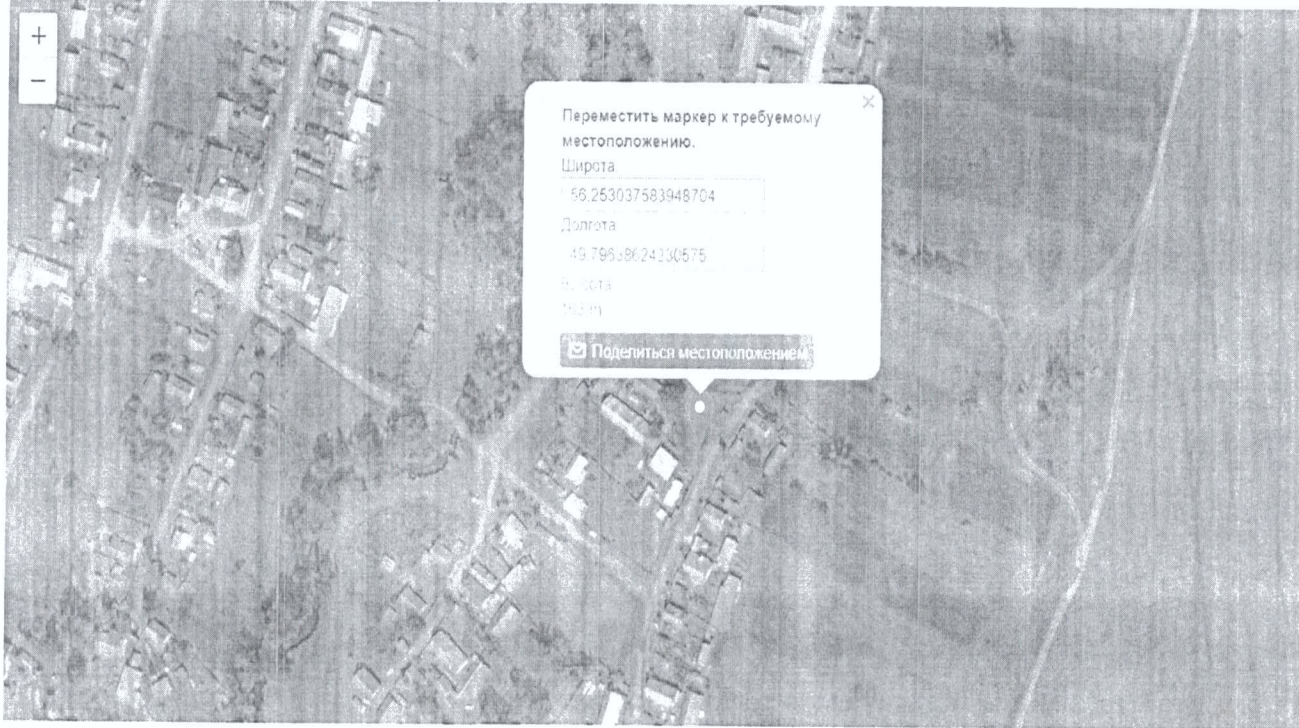 +
−
Переместить маркер к требуемому
местоположению.
Широта
56.253037583948704
Долгота
Поделиться местоположением